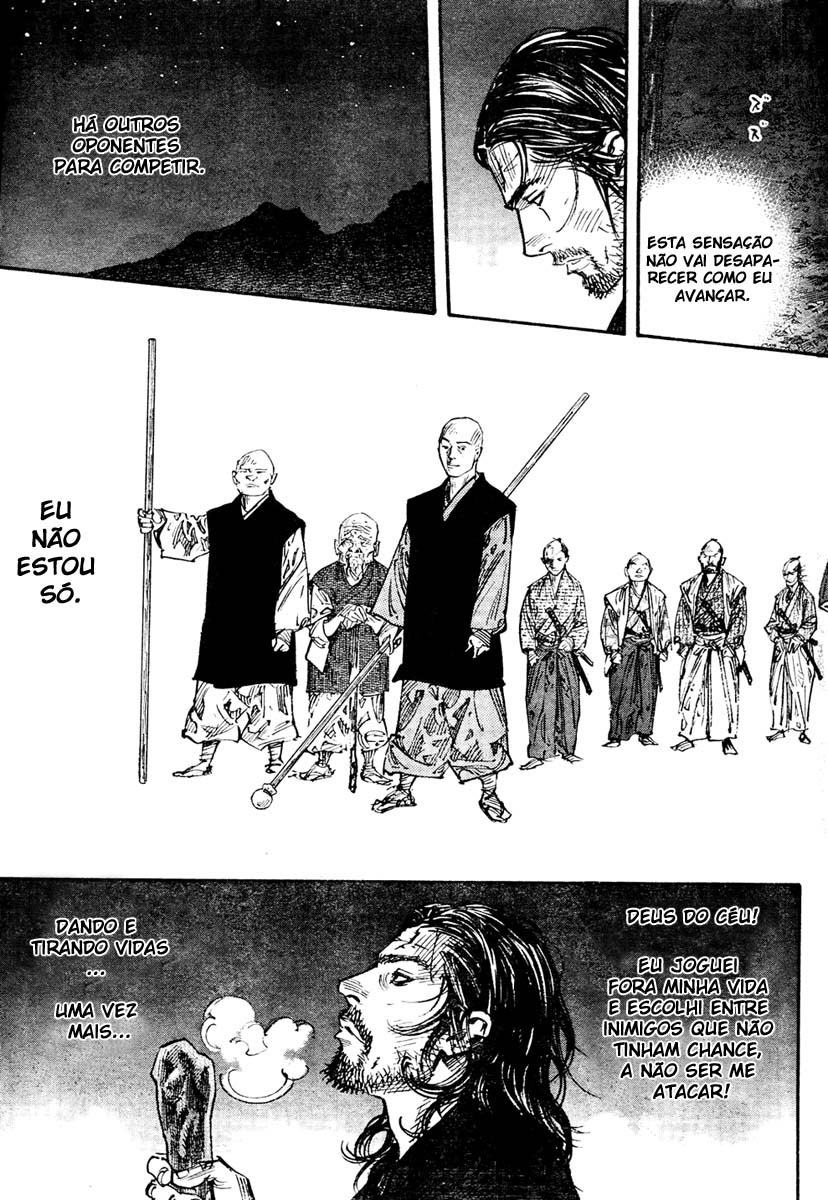 ズ
ズ
ESTA SENSAÇÃO
NÃO VAI DESAPA-
RECER COMO EU
AVANÇAR.
HÁ OUTROS
OPONENTES
PARA COMPETIR.
EU
NÃO
ESTOU
SÓ.
DEUS DO CÉU!
EU JOGUEI
FORA MINHA VIDA
E ESCOLHI ENTRE
INIMIGOS QUE NÃO
TINHAM CHANCE,
A NÃO SER ME
ATACAR!
DANDO E
TIRANDO VIDAS
...
UMA VEZ
MAIS...